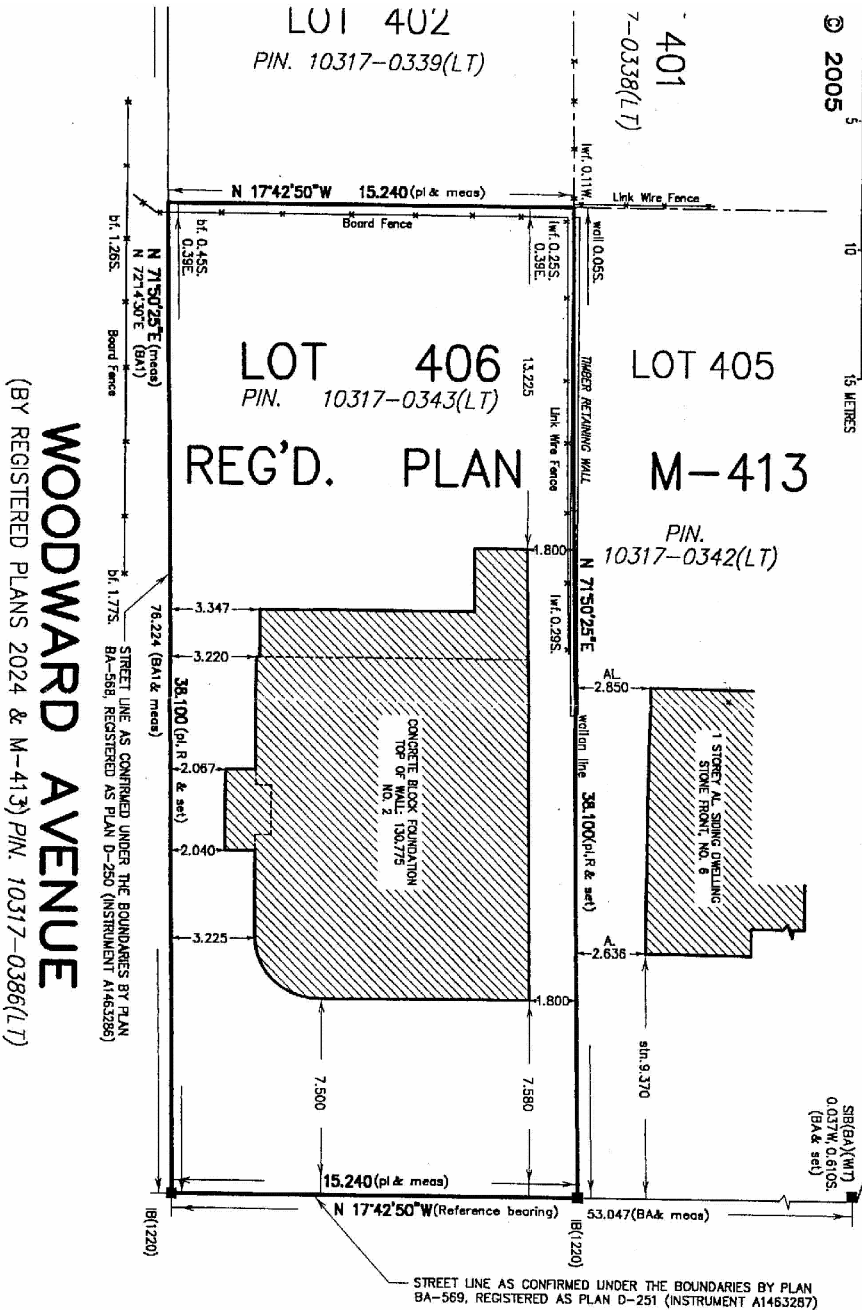 © 2005
5
10
15 METRES
LOT 402
PIN. 10317-0339(LT)
401
7-0338(LT)
lwf. 0.11W.
Link Wire Fence
N 17°42'50"W 15.240(pl & meas)
Board Fence
bf. 0.45S.
0.39E.
lwf. 0.25S.
0.39E.
wall 0.05S.
bf. 1.26S.
Board Fence
bf. 1.77S.
N 71°50'25"E (meas)
N 72°14'30"E (BA1)
LOT 406
PIN. 10317-0343(LT)
13.225
TIMBER RETAINING WALL
Link Wire Fence
LOT 405
REG'D. PLAN M-413
PIN.
10317-0342(LT)
1.800
N 71°50'25"E
lwf. 0.29S.
3.347
3.220
2.067
2.040
3.225
76.224 (BA1& meas)
38.100 (pl, R & set)
CONCRETE BLOCK FOUNDATION
TOP OF WALL: 130.775
NO. 2
AL.
2.850
wall on line
38.100(pl,R & set)
1 STOREY AL. SIDING DWELLING
STONE FRONT, NO. 6
A.
2.636
1.800
stn.9.370
7.500
7.580
SIB(BA)(WIT)
0.037W, 0.610S.
(BA& set)
STREET LINE AS CONFIRMED UNDER THE BOUNDARIES BY PLAN
BA-568, REGISTERED AS PLAN D-250 (INSTRUMENT A1463286)
WOODWARD AVENUE
(BY REGISTERED PLANS 2024 & M-413) PIN. 10317-0386(LT)
15.240(pl & meas)
N 17°42'50"W(Reference bearing)
IB(1220)
IB(1220)
53.047(BA& meas)
STREET LINE AS CONFIRMED UNDER THE BOUNDARIES BY PLAN
BA-569, REGISTERED AS PLAN D-251 (INSTRUMENT A1463287)